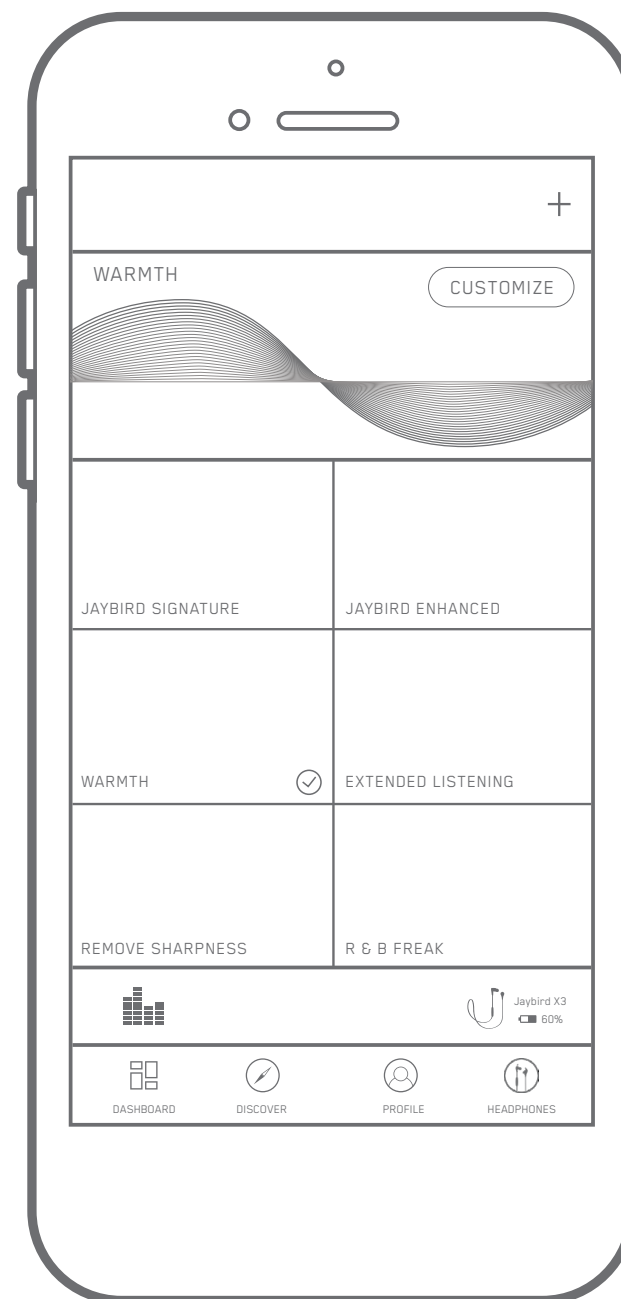 WARMTH
CUSTOMIZE
JAYBIRD SIGNATURE
JAYBIRD ENHANCED
WARMTH
EXTENDED LISTENING
REMOVE SHARPNESS
R & B FREAK
Jaybird X3
60%
DASHBOARD
DISCOVER
PROFILE
HEADPHONES